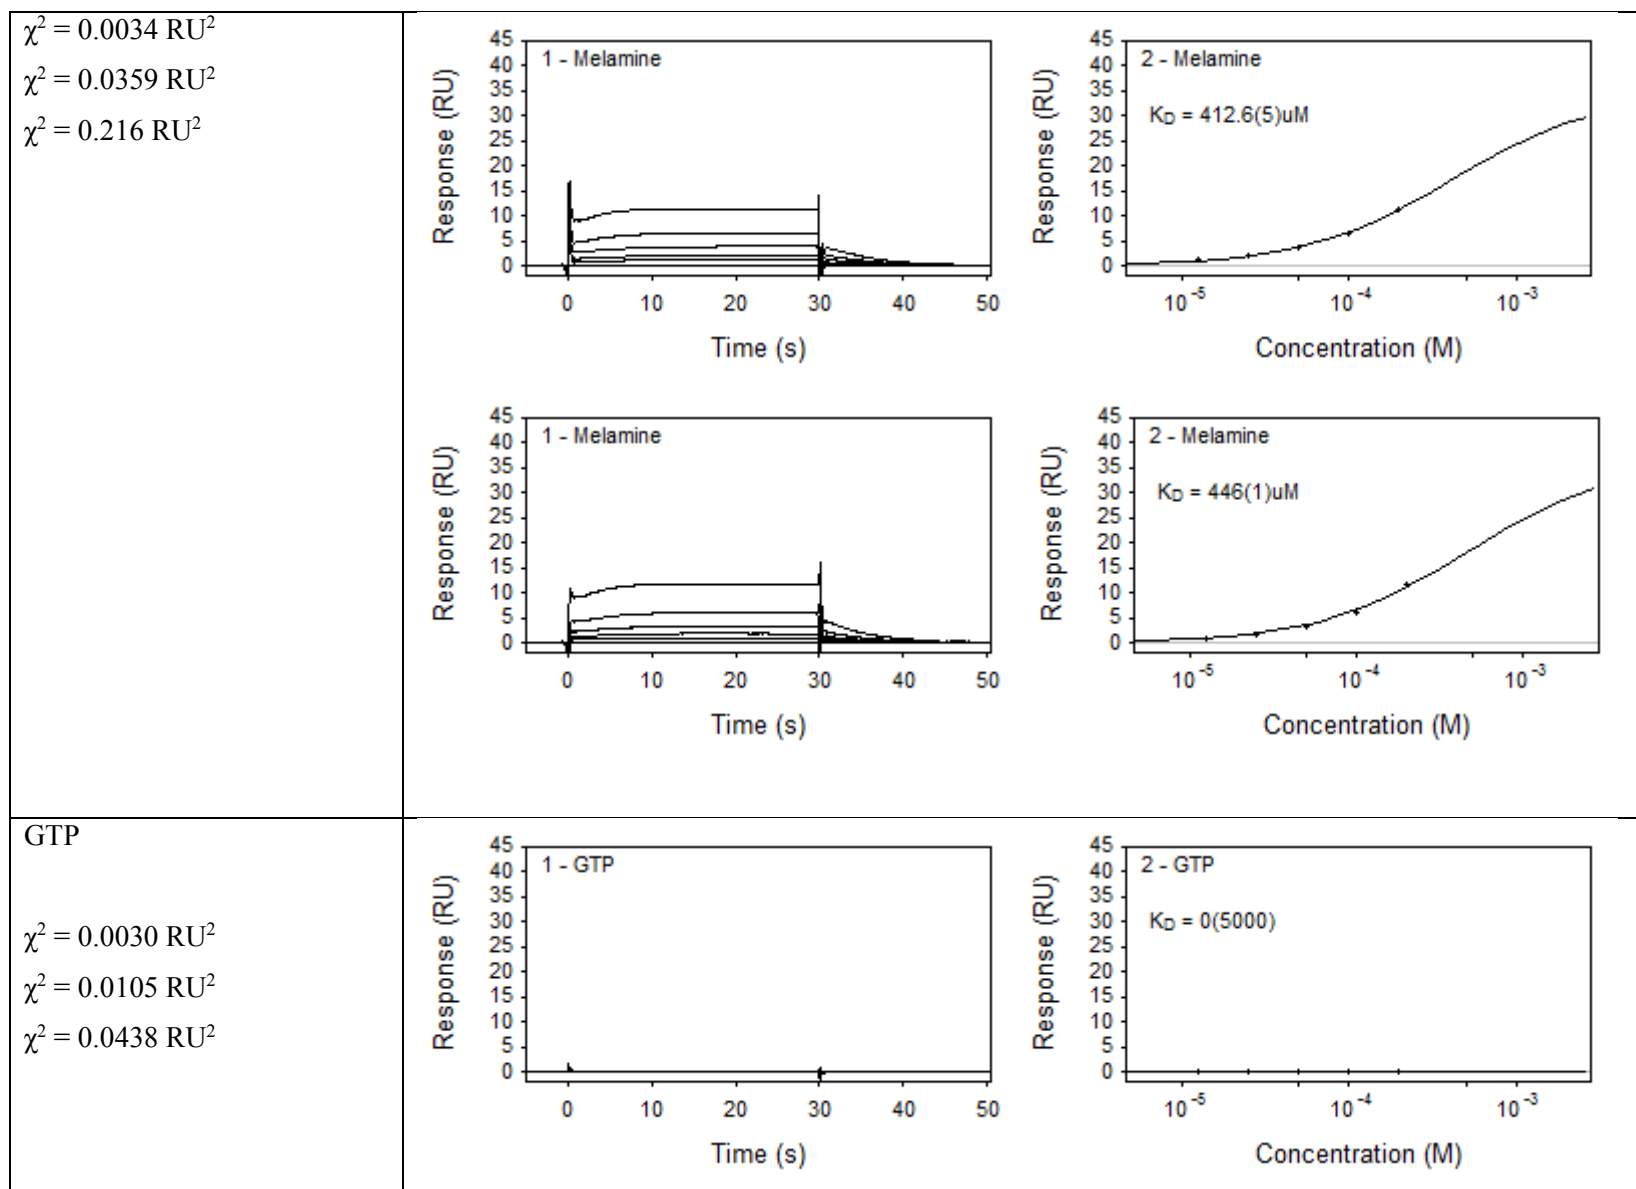 χ² = 0.0034 RU²
χ² = 0.0359 RU²
χ² = 0.216 RU²
1 - Melamine
Response (RU)
45
40
35
30
25
20
15
10
5
0
0 10 20 30 40 50
Time (s)
2 - Melamine
K_D = 412.6(5)uM
Response (RU)
45
40
35
30
25
20
15
10
5
0
10⁻⁵ 10⁻⁴ 10⁻³
Concentration (M)
1 - Melamine
Response (RU)
45
40
35
30
25
20
15
10
5
0
0 10 20 30 40 50
Time (s)
2 - Melamine
K_D = 446(1)uM
Response (RU)
45
40
35
30
25
20
15
10
5
0
10⁻⁵ 10⁻⁴ 10⁻³
Concentration (M)
GTP
χ² = 0.0030 RU²
χ² = 0.0105 RU²
χ² = 0.0438 RU²
1 - GTP
Response (RU)
45
40
35
30
25
20
15
10
5
0
0 10 20 30 40 50
Time (s)
2 - GTP
K_D = 0(5000)
Response (RU)
45
40
35
30
25
20
15
10
5
0
10⁻⁵ 10⁻⁴ 10⁻³
Concentration (M)